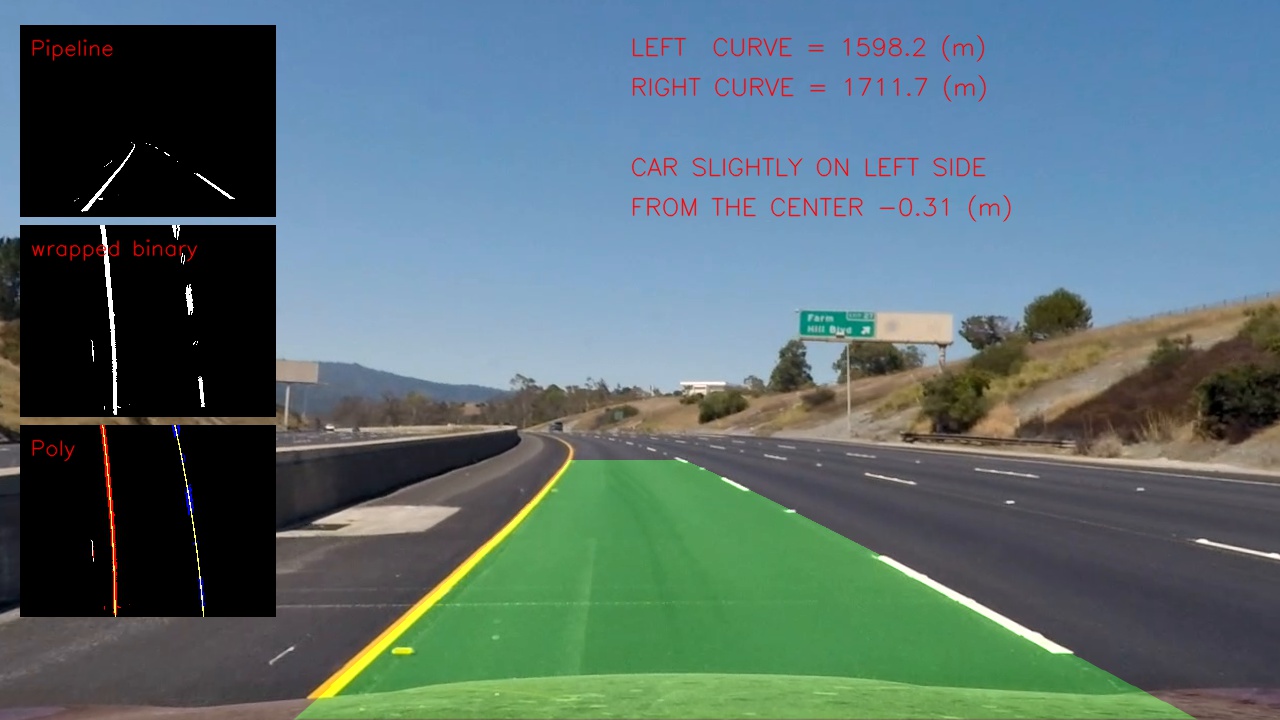 Pipeline
wrapped binary
Poly
LEFT CURVE = 1598.2 (m)
RIGHT CURVE = 1711.7 (m)
CAR SLIGHTLY ON LEFT SIDE
FROM THE CENTER -0.31 (m)
Farm
Hill Blvd